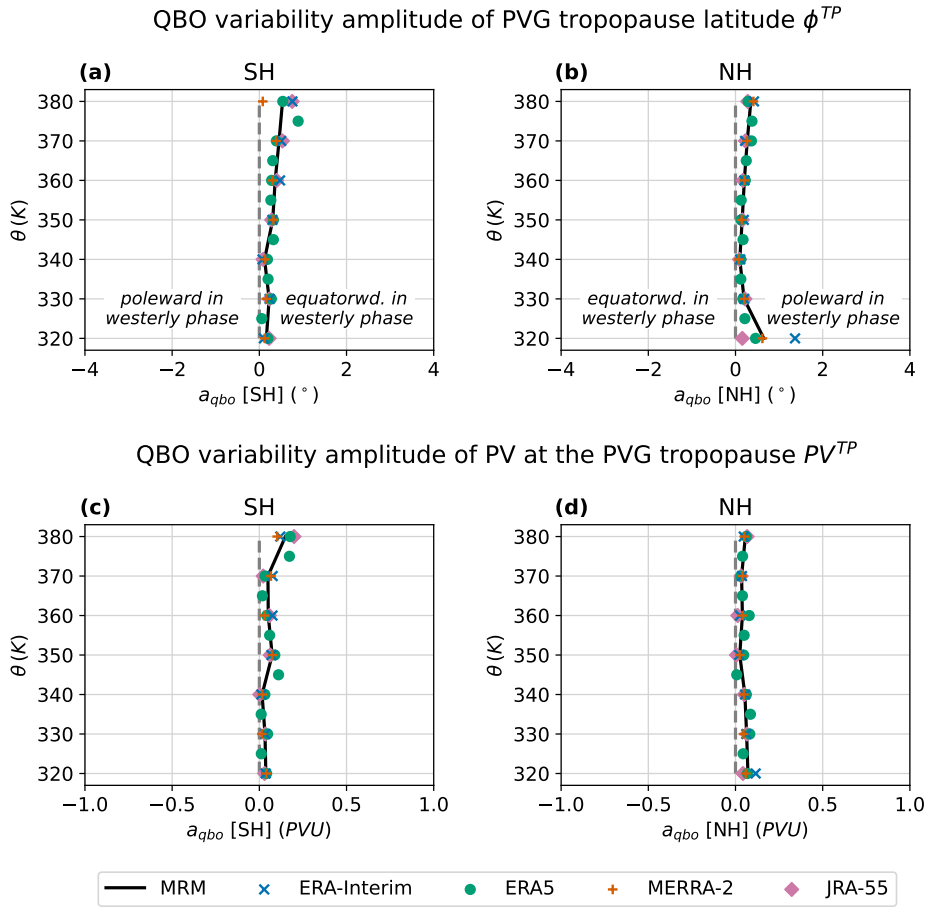 QBO variability amplitude of PVG tropopause latitude ϕ^TP
(a) SH
(b) NH
380
370
360
350
340
330
320
θ (K)
poleward in
westerly phase
equatorwd. in
westerly phase
−4 −2 0 2 4
a_qbo [SH] (°)
380
370
360
350
340
330
320
θ (K)
equatorwd. in
westerly phase
poleward in
westerly phase
−4 −2 0 2 4
a_qbo [NH] (°)
QBO variability amplitude of PV at the PVG tropopause PV^TP
(c) SH
(d) NH
380
370
360
350
340
330
320
θ (K)
−1.0 −0.5 0.0 0.5 1.0
a_qbo [SH] (PVU)
380
370
360
350
340
330
320
θ (K)
−1.0 −0.5 0.0 0.5 1.0
a_qbo [NH] (PVU)
MRM ERA-Interim ERA5 MERRA-2 JRA-55